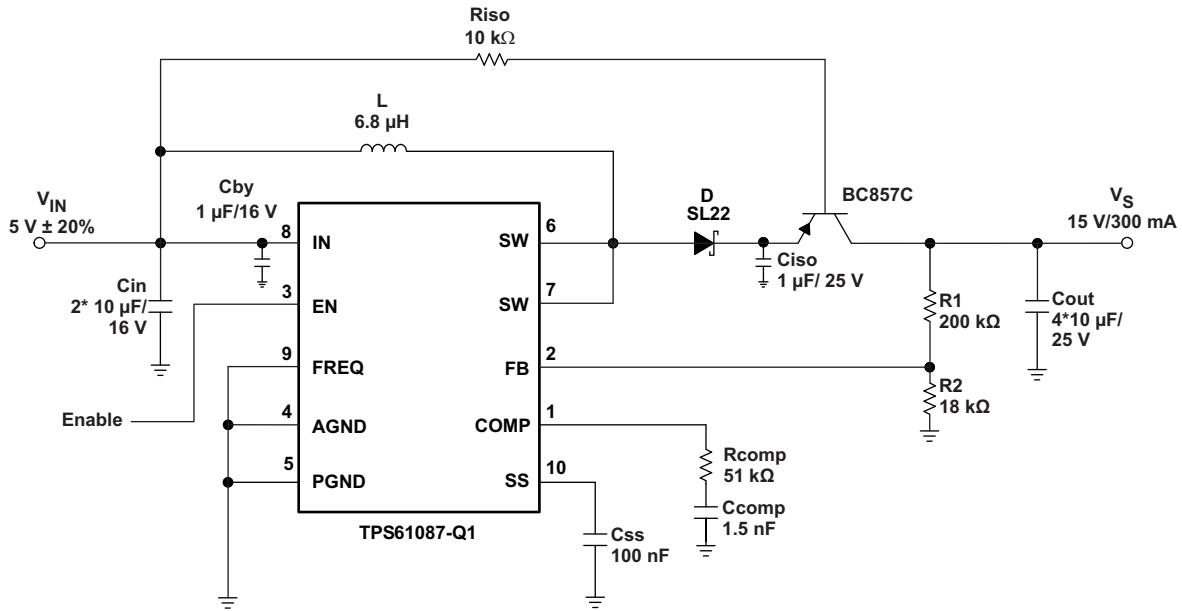 Riso
10 kΩ
L
6.8 µH
Cby
1 µF/16 V
VIN
5 V ± 20%
D
SL22
BC857C
VS
15 V/300 mA
8
IN
SW
6
Cin
2* 10 µF/
16 V
3
EN
SW
7
Ciso
1 µF/ 25 V
R1
200 kΩ
Cout
4*10 µF/
25 V
9
FREQ
FB
2
R2
18 kΩ
Enable
4
AGND
COMP
1
Rcomp
51 kΩ
5
PGND
SS
10
Ccomp
1.5 nF
TPS61087-Q1
Css
100 nF